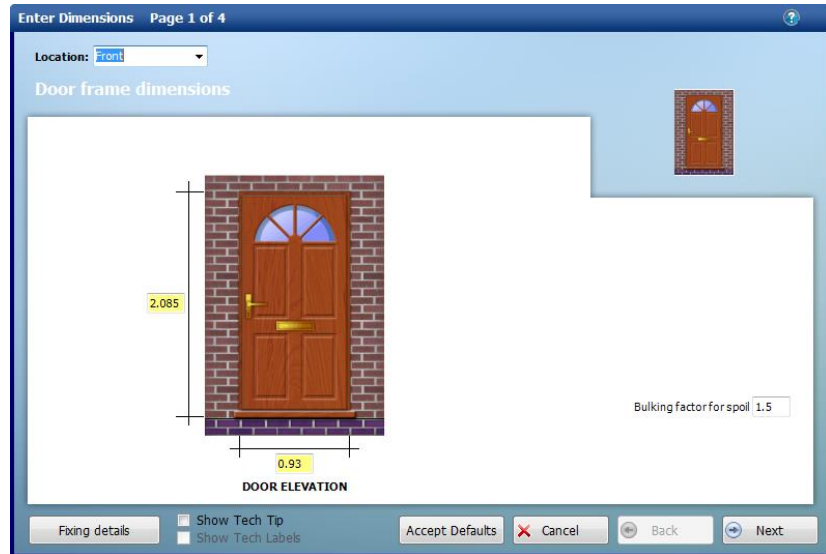 Enter Dimensions Page 1 of 4
?
Location: Front
Door frame dimensions
2.085
Bulking factor for spoil 1.5
0.93
DOOR ELEVATION
Fixing details
Show Tech Tip
Show Tech Labels
Accept Defaults
Cancel
Back
Next